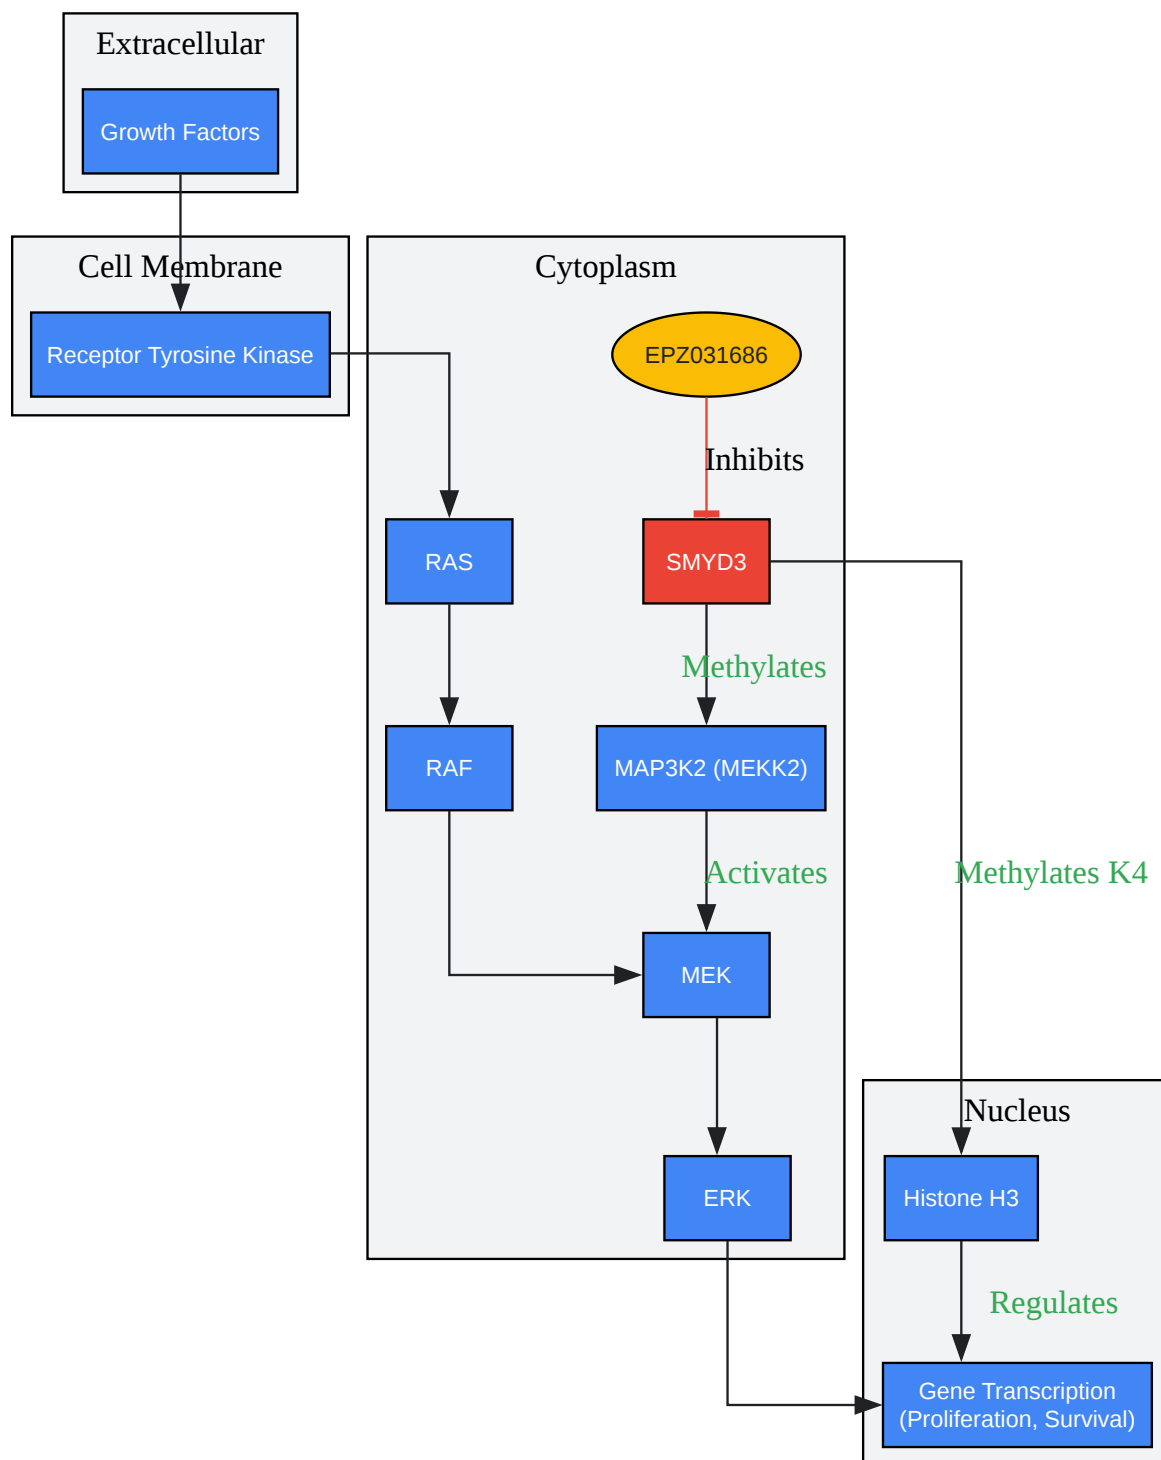 Extracellular
Growth Factors
Cell Membrane
Receptor Tyrosine Kinase
Cytoplasm
EPZ031686
Inhibits
RAS
SMYD3
Methylates
RAF
MAP3K2 (MEKK2)
Activates
Methylates K4
MEK
Nucleus
ERK
Histone H3
Regulates
Gene Transcription
(Proliferation, Survival)